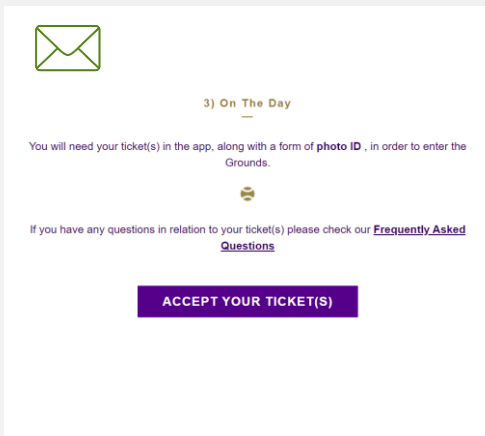 3) On The Day
You will need your ticket(s) in the app, along with a form of photo ID , in order to enter the
Grounds.
If you have any questions in relation to your ticket(s) please check our Frequently Asked
Questions
ACCEPT YOUR TICKET(S)